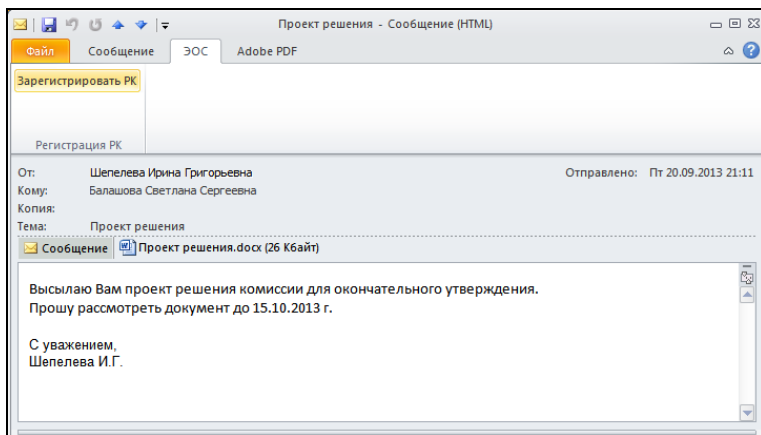 Проект решения - Сообщение (HTML)
Файл Сообщение ЭОС Adobe PDF
Зарегистрировать РК
Регистрация РК
От: Шепелева Ирина Григорьевна Отправлено: Пт 20.09.2013 21:11
Кому: Балашова Светлана Сергеевна
Копия:
Тема: Проект решения
Сообщение Проект решения.docx (26 Кбайт)
Высылаю Вам проект решения комиссии для окончательного утверждения.
Прошу рассмотреть документ до 15.10.2013 г.
С уважением,
Шепелева И.Г.